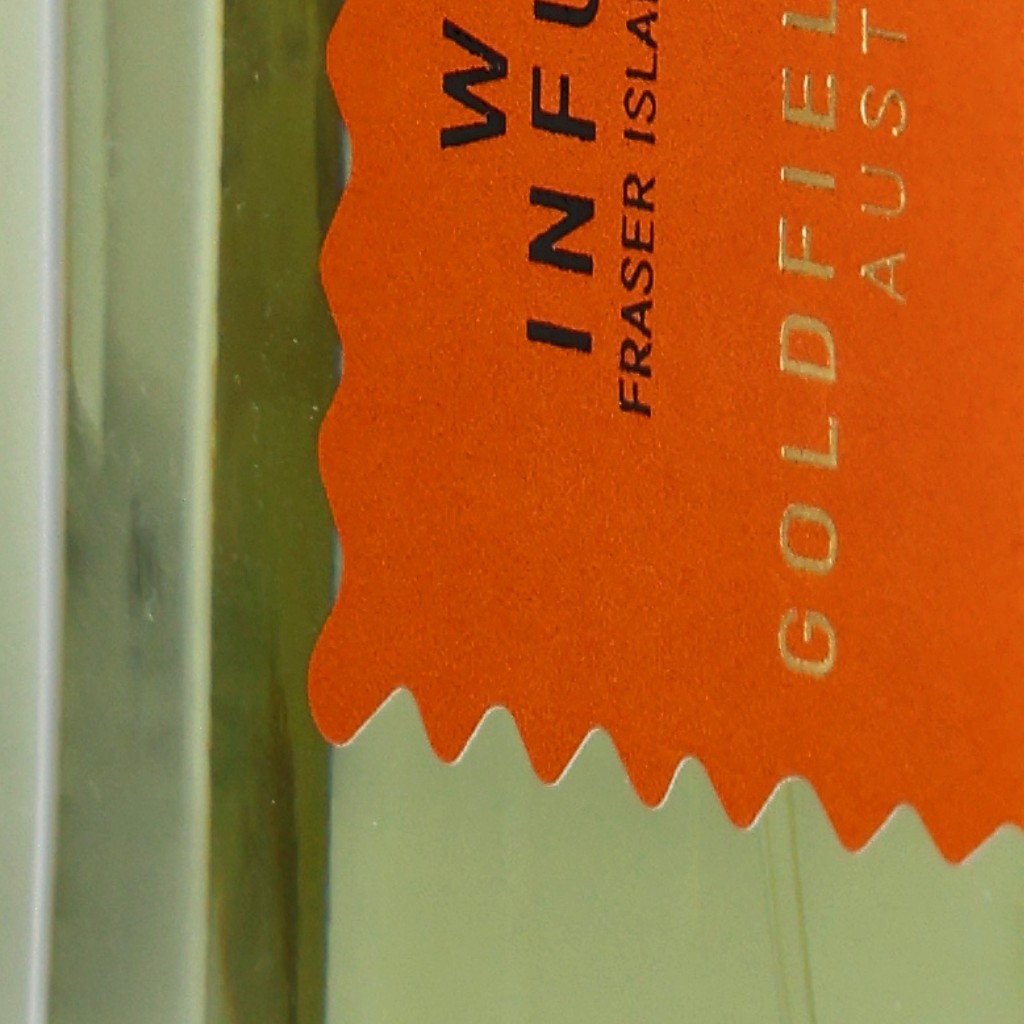 W
INFU
FRASER ISLA
GOLDFIEL
AUST